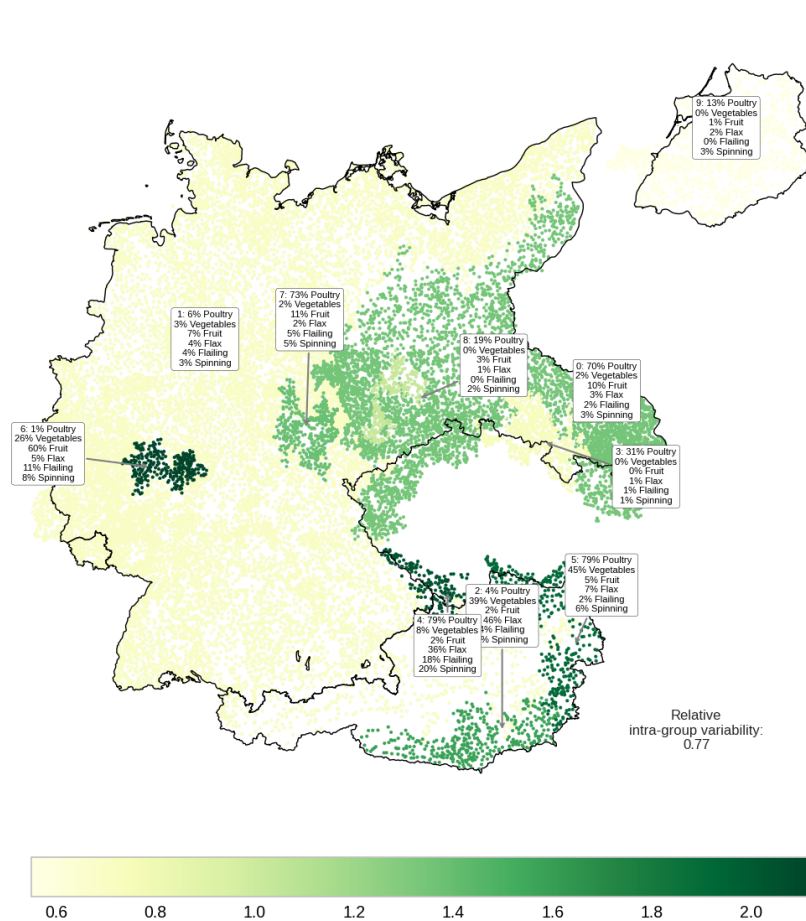 9: 13% Poultry
0% Vegetables
1% Fruit
2% Flax
0% Flailing
3% Spinning
7: 73% Poultry
2% Vegetables
11% Fruit
2% Flax
5% Flailing
5% Spinning
1: 6% Poultry
3% Vegetables
7% Fruit
4% Flax
4% Flailing
3% Spinning
8: 19% Poultry
0% Vegetables
3% Fruit
1% Flax
0% Flailing
2% Spinning
0: 70% Poultry
2% Vegetables
10% Fruit
3% Flax
2% Flailing
3% Spinning
6: 1% Poultry
26% Vegetables
60% Fruit
5% Flax
11% Flailing
8% Spinning
3: 31% Poultry
0% Vegetables
0% Fruit
1% Flax
1% Flailing
1% Spinning
5: 79% Poultry
45% Vegetables
5% Fruit
7% Flax
2% Flailing
6% Spinning
2: 4% Poultry
39% Vegetables
2% Fruit
46% Flax
Flailing
Spinning
4: 79% Poultry
8% Vegetables
2% Fruit
36% Flax
18% Flailing
20% Spinning
Relative
intra-group variability:
0.77
0.6 0.8 1.0 1.2 1.4 1.6 1.8 2.0